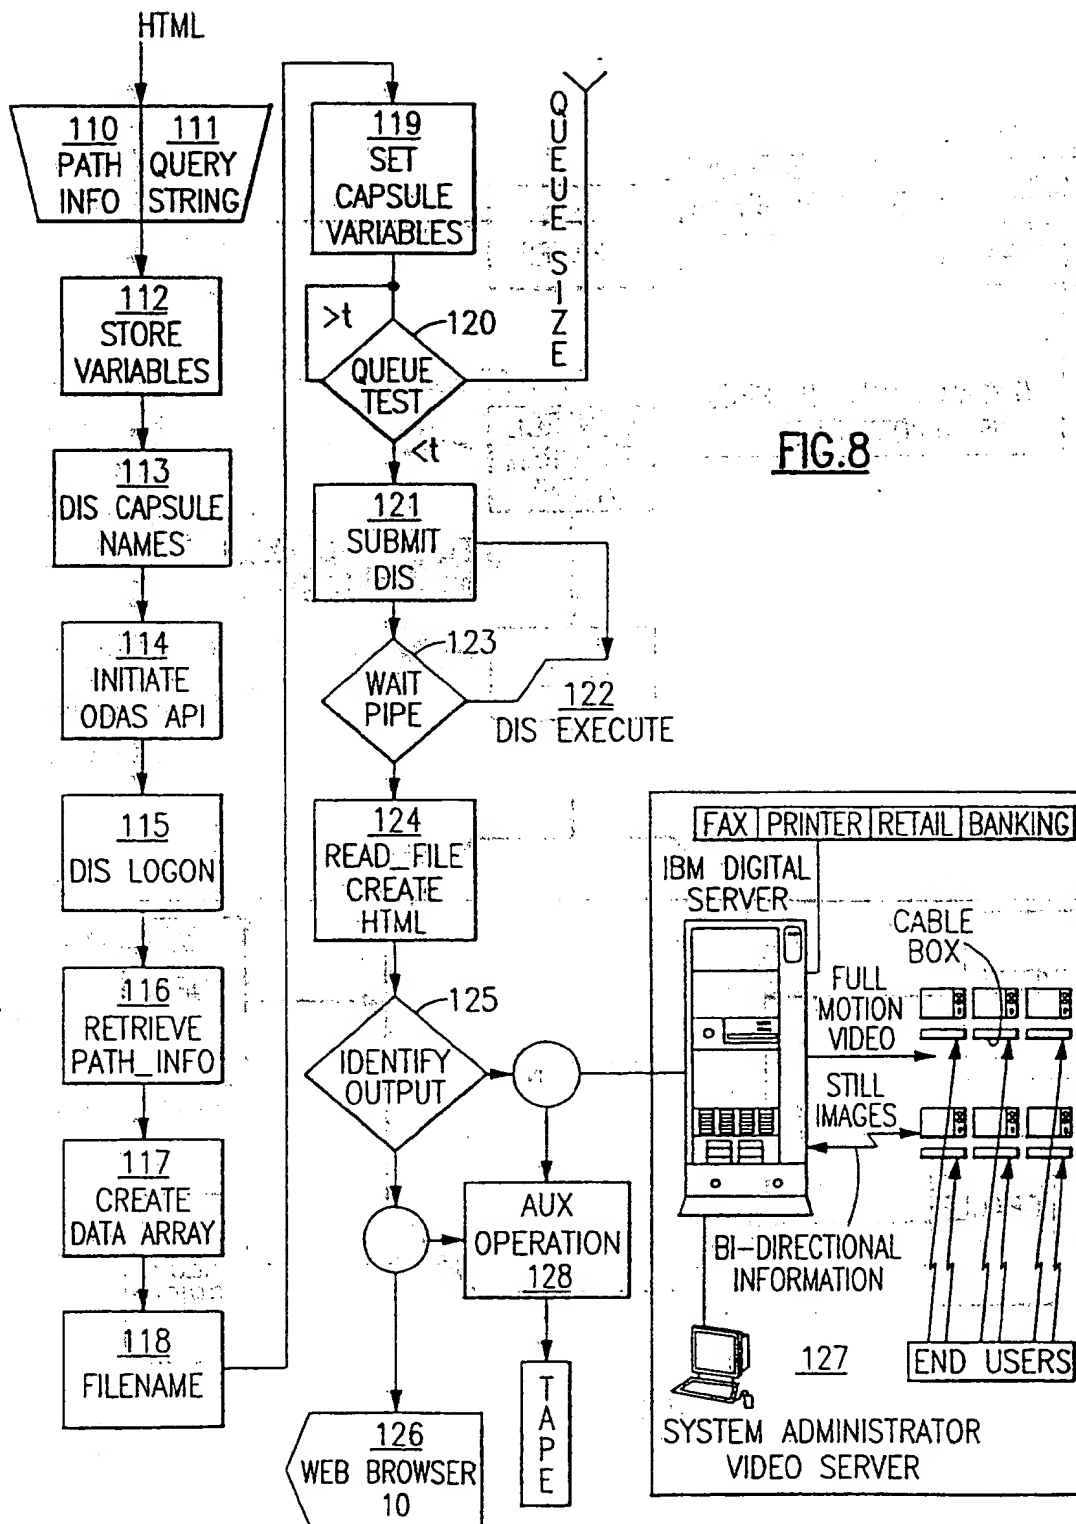 HTML
110
PATH
INFO
111
QUERY
STRING
112
STORE
VARIABLES
113
DIS CAPSULE
NAMES
114
INITIATE
ODAS API
115
DIS LOGON
116
RETRIEVE
PATH_INFO
117
CREATE
DATA ARRAY
118
FILENAME
119
SET
CAPSULE
VARIABLES
QUEUE SIZE
>t
120
QUEUE
TEST
<t
121
SUBMIT
DIS
123
WAIT
PIPE
122
DIS EXECUTE
124
READ_FILE
CREATE
HTML
125
IDENTIFY
OUTPUT
AUX
OPERATION
128
TAPE
126
WEB BROWSER
10
FIG.8
FAX PRINTER RETAIL BANKING
IBM DIGITAL
SERVER
CABLE
BOX
FULL
MOTION
VIDEO
STILL
IMAGES
BI-DIRECTIONAL
INFORMATION
127
END USERS
SYSTEM ADMINISTRATOR
VIDEO SERVER